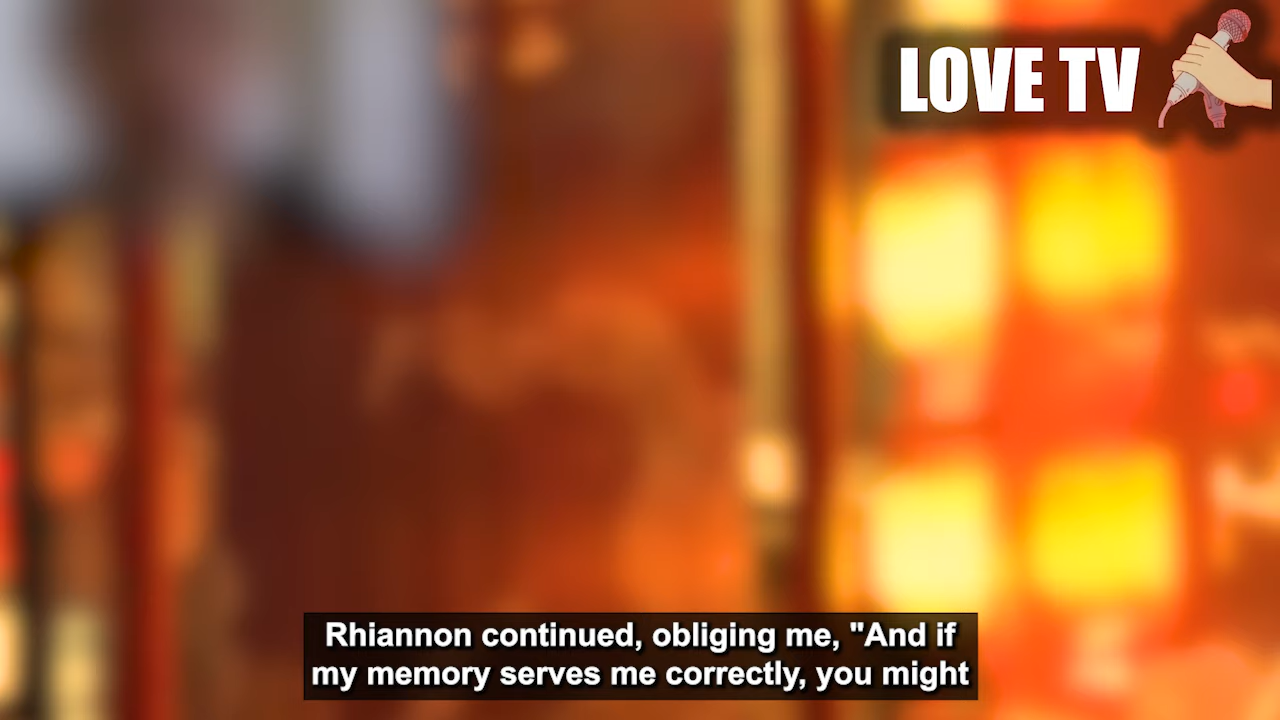 LOVE TV
Rhiannon continued, obliging me, "And if
my memory serves me correctly, you might